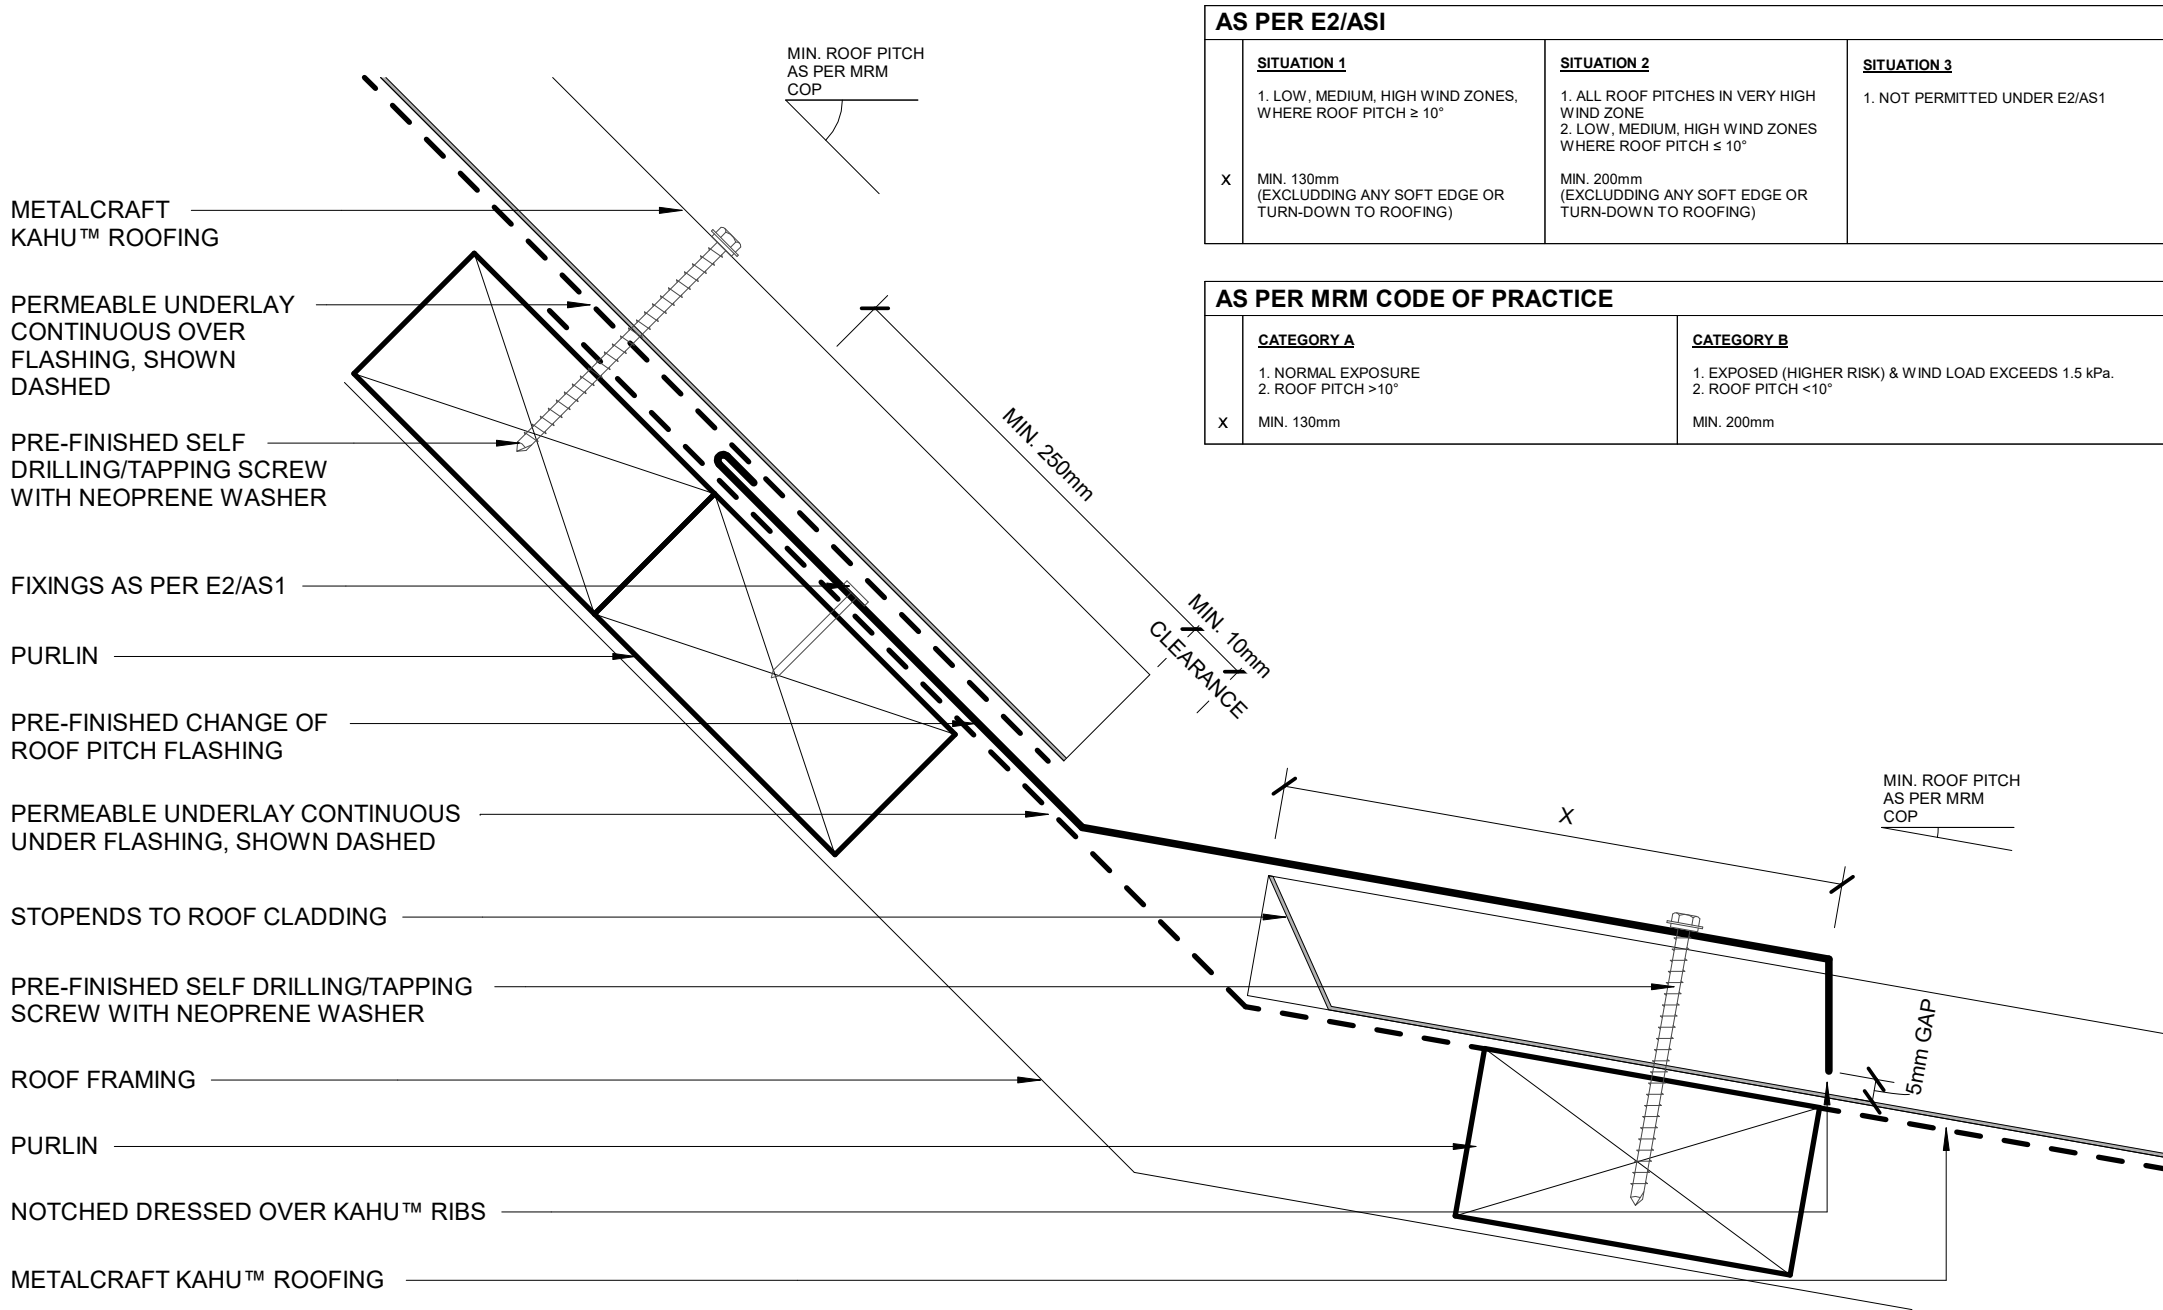 MIN. ROOF PITCH
AS PER MRM
COP
METALCRAFT
KAHU™ ROOFING
PERMEABLE UNDERLAY
CONTINUOUS OVER
FLASHING, SHOWN
DASHED
PRE-FINISHED SELF
DRILLING/TAPPING SCREW
WITH NEOPRENE WASHER
FIXINGS AS PER E2/AS1
PURLIN
PRE-FINISHED CHANGE OF
ROOF PITCH FLASHING
PERMEABLE UNDERLAY CONTINUOUS
UNDER FLASHING, SHOWN DASHED
STOPENDS TO ROOF CLADDING
PRE-FINISHED SELF DRILLING/TAPPING
SCREW WITH NEOPRENE WASHER
ROOF FRAMING
PURLIN
NOTCHED DRESSED OVER KAHU™ RIBS
METALCRAFT KAHU™ ROOFING
MIN. 250mm
MIN. 10mm
CLEARANCE
X
MIN. ROOF PITCH
AS PER MRM
COP
5mm GAP
AS PER E2/ASI
SITUATION 1
1. LOW, MEDIUM, HIGH WIND ZONES,
WHERE ROOF PITCH ≥ 10°
X
MIN. 130mm
(EXCLUDDING ANY SOFT EDGE OR
TURN-DOWN TO ROOFING)
SITUATION 2
1. ALL ROOF PITCHES IN VERY HIGH
WIND ZONE
2. LOW, MEDIUM, HIGH WIND ZONES
WHERE ROOF PITCH ≤ 10°
MIN. 200mm
(EXCLUDDING ANY SOFT EDGE OR
TURN-DOWN TO ROOFING)
SITUATION 3
1. NOT PERMITTED UNDER E2/AS1
AS PER MRM CODE OF PRACTICE
CATEGORY A
1. NORMAL EXPOSURE
2. ROOF PITCH >10°
X
MIN. 130mm
CATEGORY B
1. EXPOSED (HIGHER RISK) & WIND LOAD EXCEEDS 1.5 kPa.
2. ROOF PITCH <10°
MIN. 200mm